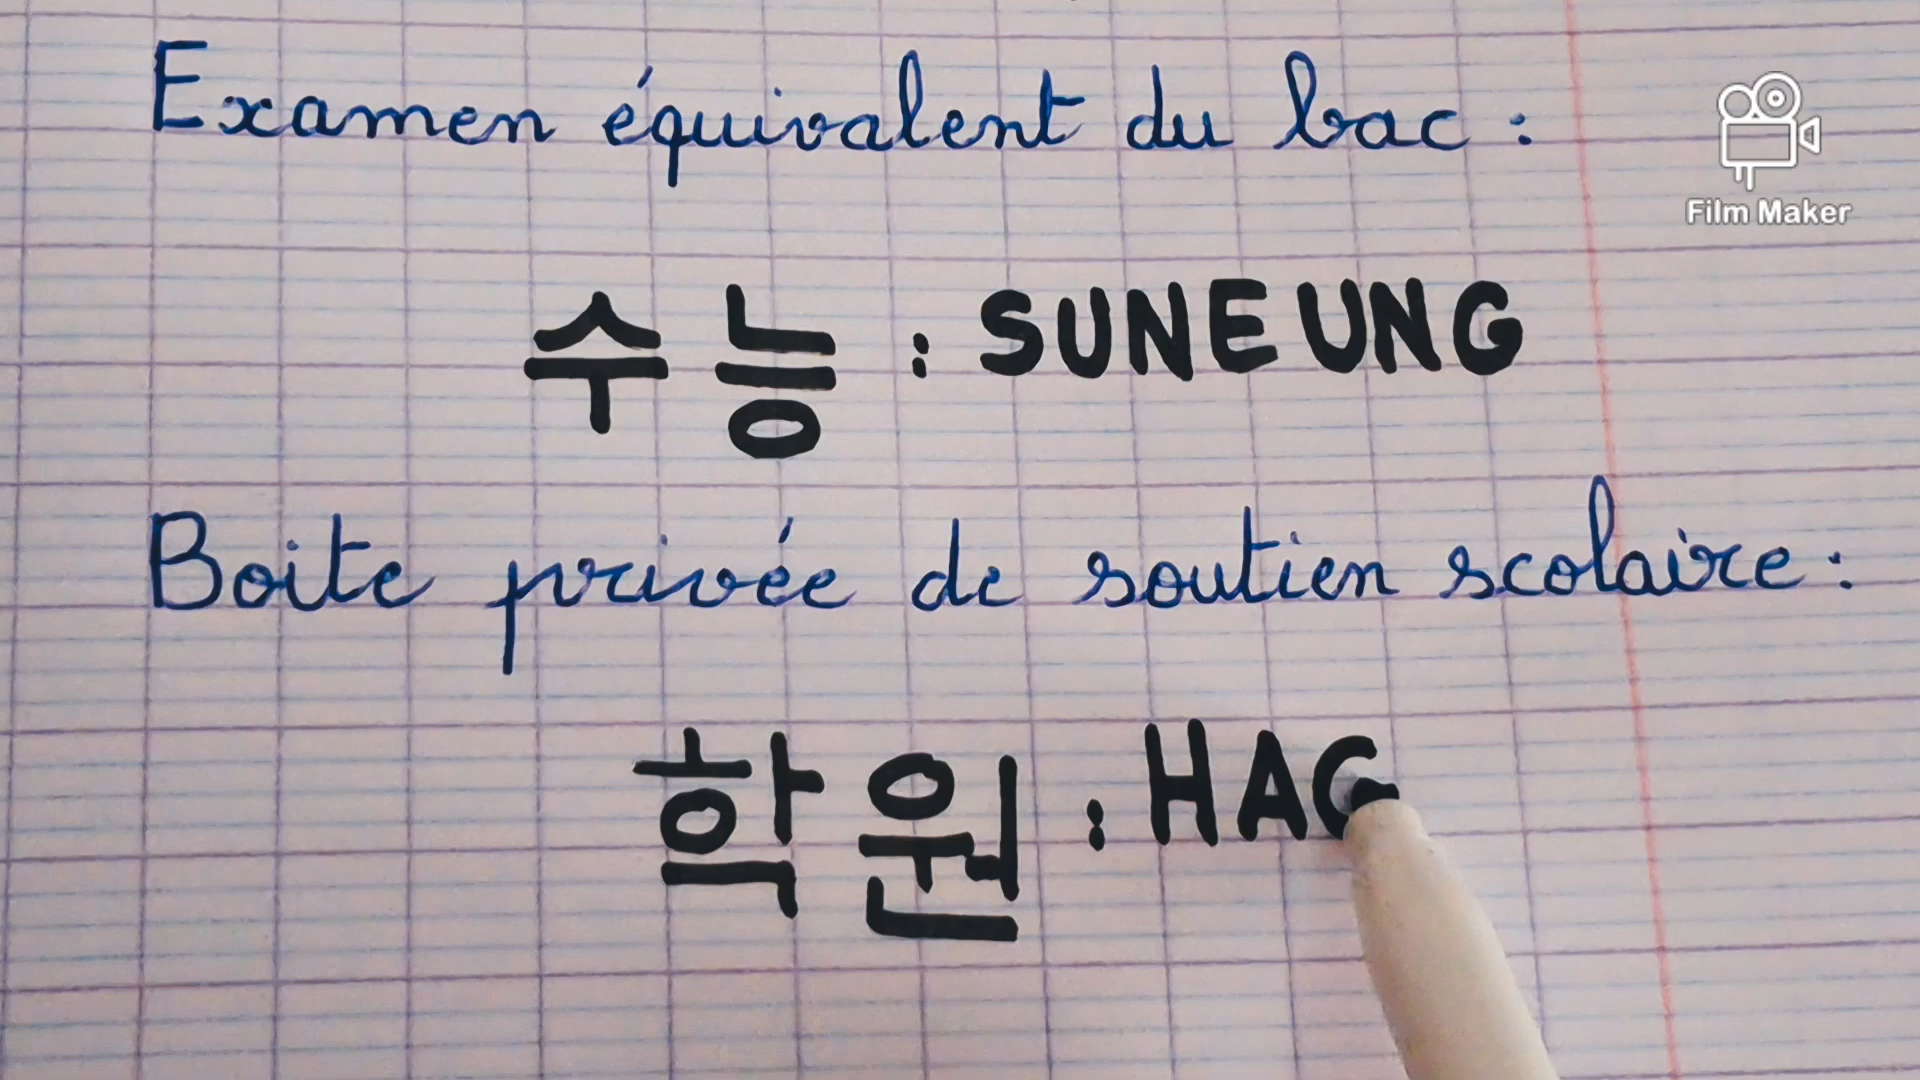 Examen équivalent du bac :
Film Maker
수능 : SUNEUNG
Boite privée de soutien scolaire :
학원 : HAG